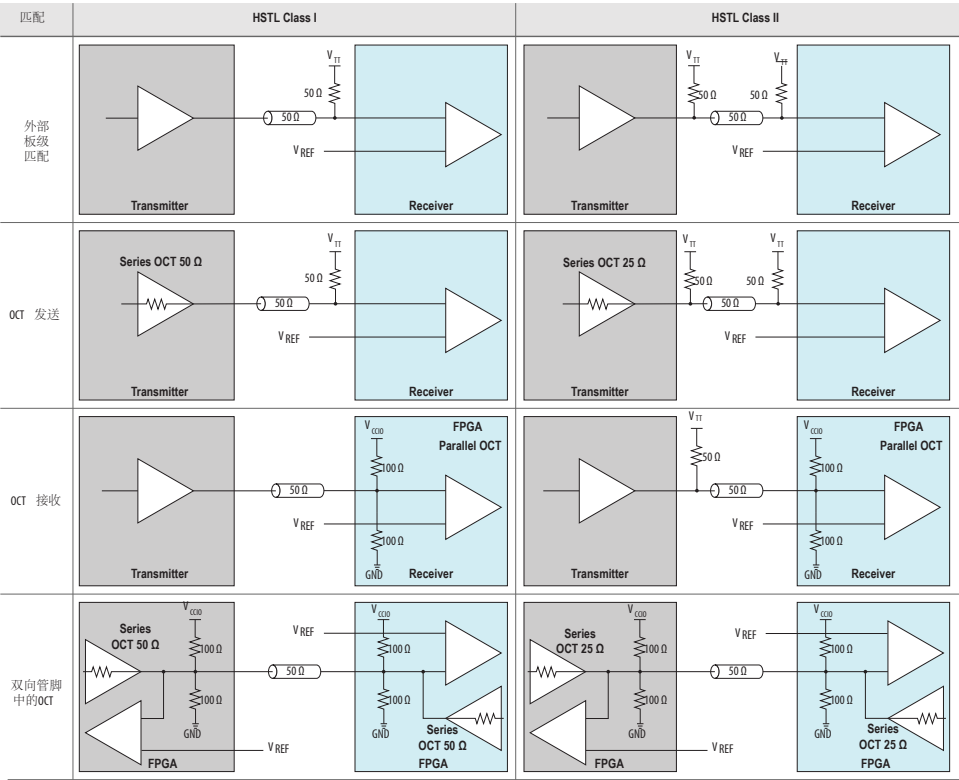 匹配
HSTL Class I
HSTL Class II
外部
板级
匹配
V TT
50 Ω
50 Ω
V REF
Transmitter
Receiver
V TT
V TT
50 Ω
50 Ω
50 Ω
V REF
Transmitter
Receiver
OCT 发送
Series OCT 50 Ω
V TT
50 Ω
50 Ω
V REF
Transmitter
Receiver
Series OCT 25 Ω
V TT
V TT
50 Ω
50 Ω
50 Ω
V REF
Transmitter
Receiver
OCT 接收
V CCIO
FPGA
Parallel OCT
100 Ω
50 Ω
V REF
100 Ω
GND
Transmitter
Receiver
V TT
50 Ω
V CCIO
FPGA
Parallel OCT
100 Ω
50 Ω
V REF
100 Ω
GND
Transmitter
Receiver
双向管脚
中的OCT
V CCIO
Series
OCT 50 Ω
100 Ω
100 Ω
GND
V REF
FPGA
50 Ω
V REF
V CCIO
100 Ω
100 Ω
GND
Series
OCT 50 Ω
FPGA
V CCIO
Series
OCT 25 Ω
100 Ω
100 Ω
GND
V REF
FPGA
50 Ω
V REF
V CCIO
100 Ω
100 Ω
GND
Series
OCT 25 Ω
FPGA